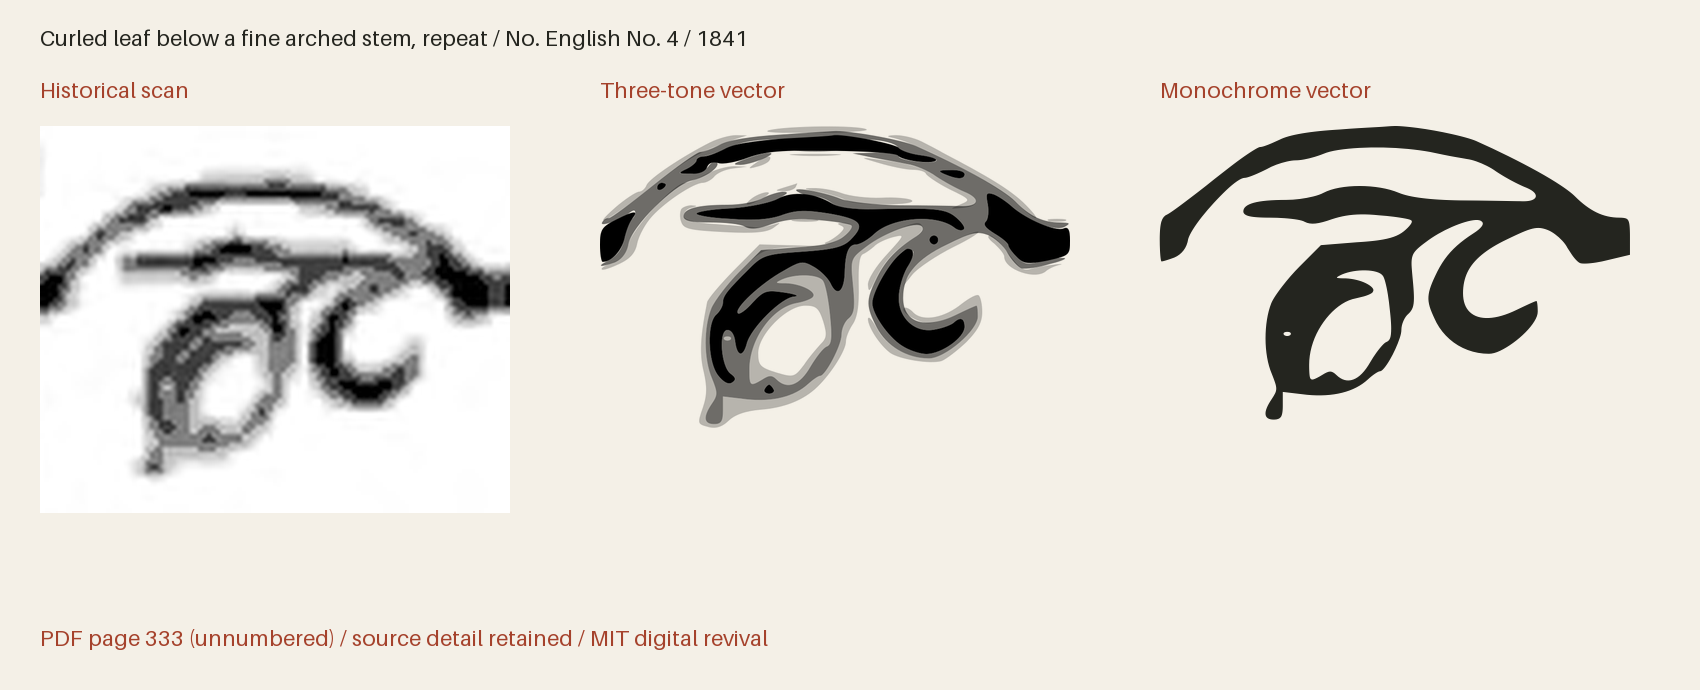 Curled leaf below a fine arched stem, repeat / No. English No. 4 / 1841
Historical scan
Three-tone vector
Monochrome vector
PDF page 333 (unnumbered) / source detail retained / MIT digital revival